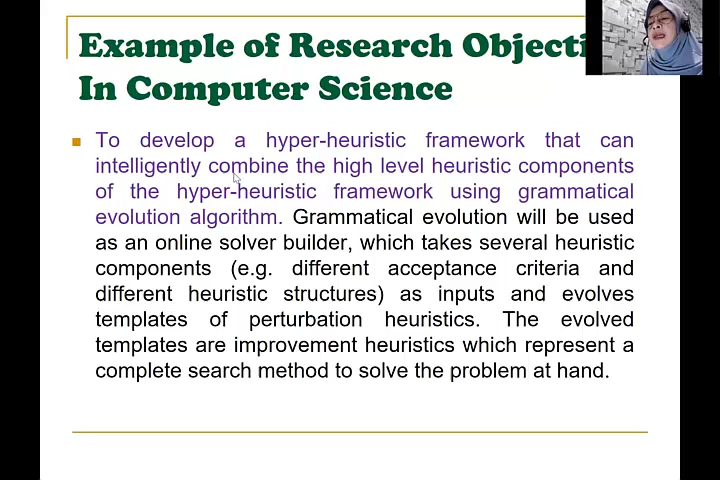 Example of Research Objecti
In Computer Science
To develop a hyper-heuristic framework that can
intelligently combine the high level heuristic components
of the hyper-heuristic framework using grammatical
evolution algorithm. Grammatical evolution will be used
as an online solver builder, which takes several heuristic
components (e.g. different acceptance criteria and
different heuristic structures) as inputs and evolves
templates of perturbation heuristics. The evolved
templates are improvement heuristics which represent a
complete search method to solve the problem at hand.